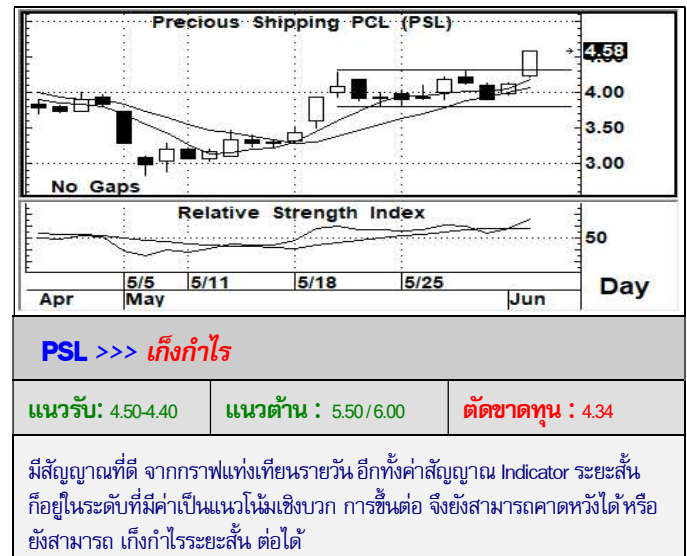 Precious Shipping PCL (PSL)
4.58
4.00
3.50
3.00
No Gaps
Relative Strength Index
50
5/5 5/11 5/18 5/25
Apr May Jun
Day
PSL >>> เก็งกำไร
แนวรับ: 4.50-4.40 แนวต้าน : 5.50/6.00 ตัดขาดทุน : 4.34
มีสัญญาณที่ดี จากกราฟแท่งเทียนรายวัน อีกทั้งค่าสัญญาณ Indicator ระยะสั้น
ก็อยู่ในระดับที่มีค่าเป็นแนวโน้มเชิงบวก การขึ้นต่อ จึงยังสามารถคาดหวังได้ หรือ
ยังสามารถ เก็งกำไรระยะสั้น ต่อได้